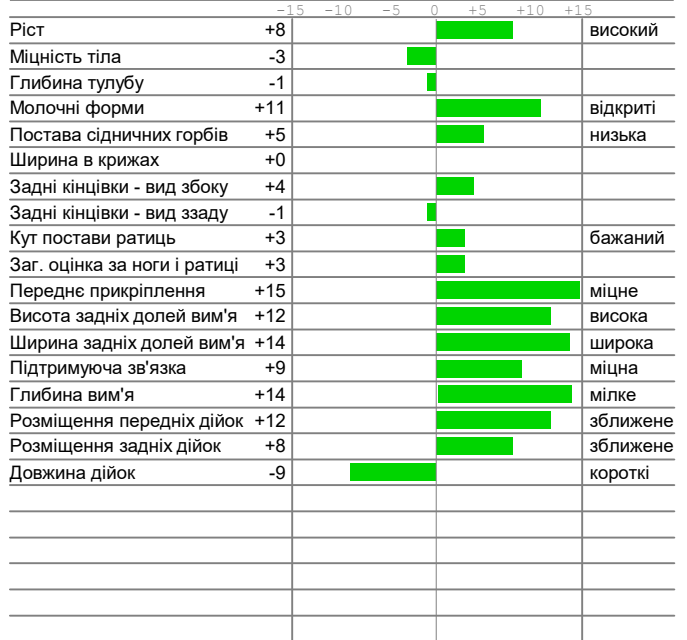 -15 -10 -5 0 +5 +10 +15
Ріст +8 високий
Міцність тіла -3
Глибина тулубу -1
Молочні форми +11 відкриті
Постава сідничних горбів +5 низька
Ширина в крижах +0
Задні кінцівки - вид збоку +4
Задні кінцівки - вид ззаду -1
Кут постави ратиць +3 бажаний
Заг. оцінка за ноги і ратиці +3
Переднє прикріплення +15 міцне
Висота задніх долей вим'я +12 висока
Ширина задніх долей вим'я +14 широка
Підтримуюча зв'язка +9 міцна
Глибина вим'я +14 мілке
Розміщення передніх дійок +12 зближене
Розміщення задніх дійок +8 зближене
Довжина дійок -9 короткі